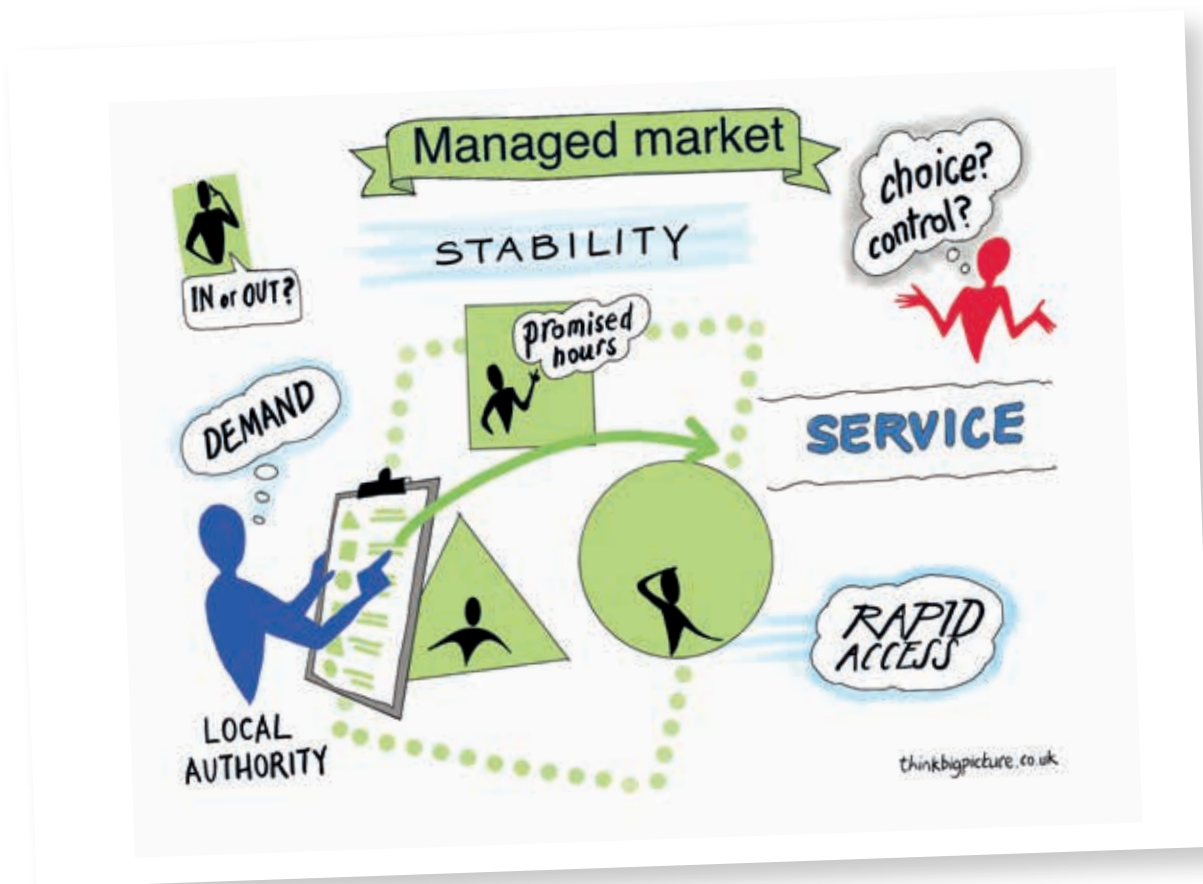 Managed market
STABILITY
IN or OUT?
choice?
control?
promised
hours
DEMAND
SERVICE
RAPID
ACCESS
LOCAL
AUTHORITY
thinkbigpicture.co.uk